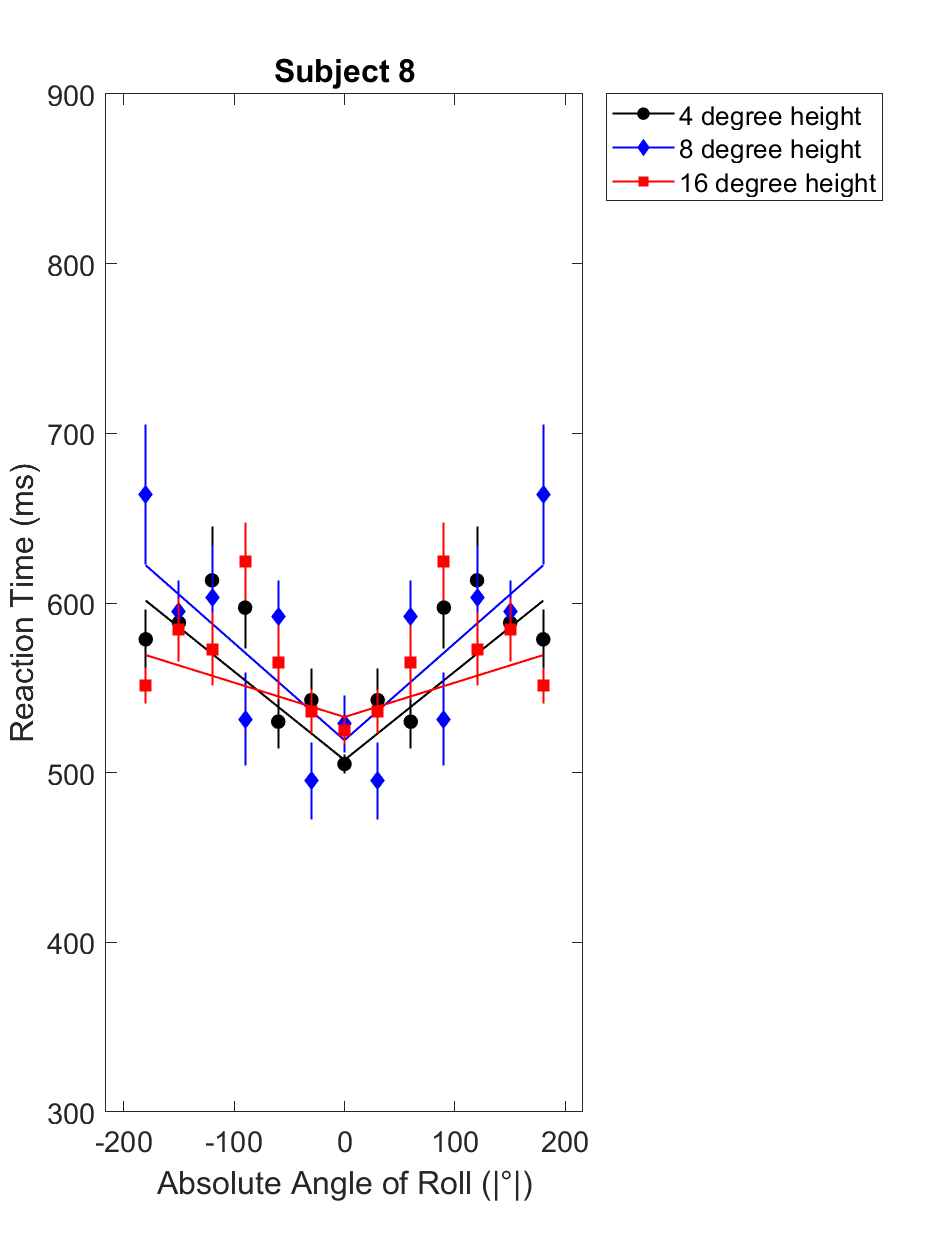 Subject 8
900
800
700
600
500
400
300
-200
-100
0
100
200
Reaction Time (ms)
Absolute Angle of Roll (|°|)
4 degree height
8 degree height
16 degree height